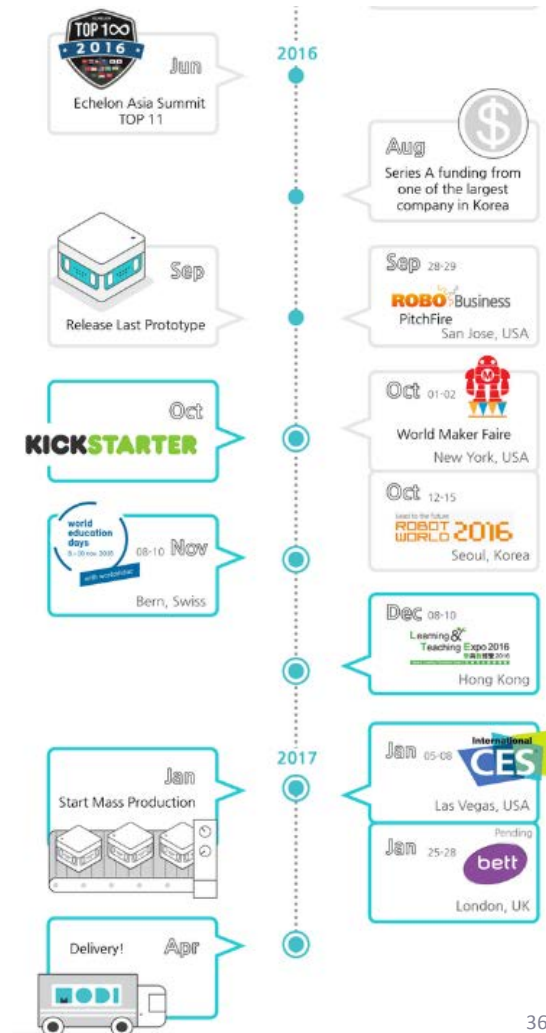 TOP 100
2016
Jun
Echelon Asia Summit
TOP 11
2016
Aug
Series A funding from
one of the largest
company in Korea
Sep
Release Last Prototype
Sep 28-29
ROBO Business
PitchFire
San Jose, USA
Oct
KICKSTARTER
Oct 01-02
M
World Maker Faire
New York, USA
Oct 12-15
ROBOT
WORLD 2016
Seoul, Korea
world
education
days
08-10 Nov
Bern, Swiss
Dec 08-10
Learning &
Teaching Expo 2016
Hong Kong
2017
Jan
Start Mass Production
Jan 05-08
International
CES
Las Vegas, USA
Jan 25-28
Pending
bett
London, UK
Delivery!
Apr
MODI
36